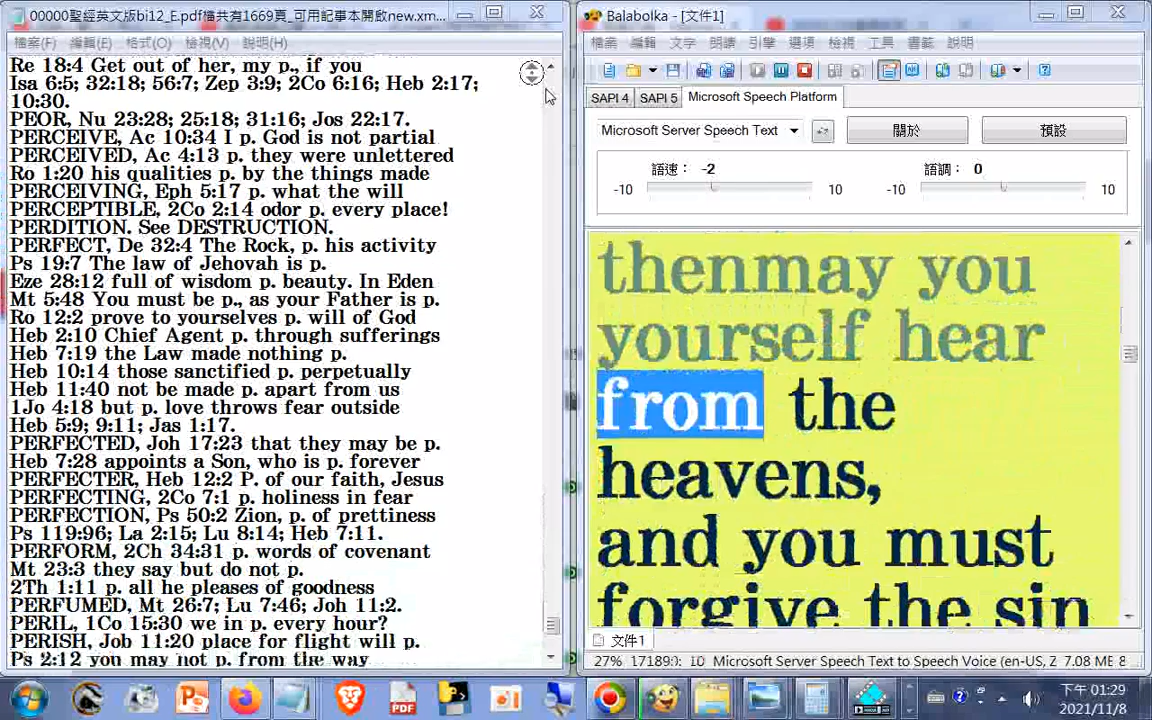 00000聖經英文版bi12_E.pdf檔共有1669頁_可用記事本開啟new.xm...
檔案(F) 編輯(E) 格式(O) 檢視(V) 說明(H)
Re 18:4 Get out of her, my p., if you
Isa 6:5; 32:18; 56:7; Zep 3:9; 2Co 6:16; Heb 2:17;
10:30.
PEOR, Nu 23:28; 25:18; 31:16; Jos 22:17.
PERCEIVE, Ac 10:34 I p. God is not partial
PERCEIVED, Ac 4:13 p. they were unlettered
Ro 1:20 his qualities p. by the things made
PERCEIVING, Eph 5:17 p. what the will
PERCEPTIBLE, 2Co 2:14 odor p. every place!
PERDITION. See DESTRUCTION.
PERFECT, De 32:4 The Rock, p. his activity
Ps 19:7 The law of Jehovah is p.
Eze 28:12 full of wisdom p. beauty. In Eden
Mt 5:48 You must be p., as your Father is p.
Ro 12:2 prove to yourselves p. will of God
Heb 2:10 Chief Agent p. through sufferings
Heb 7:19 the Law made nothing p.
Heb 10:14 those sanctified p. perpetually
Heb 11:40 not be made p. apart from us
1Jo 4:18 but p. love throws fear outside
Heb 5:9; 9:11; Jas 1:17.
PERFECTED, Joh 17:23 that they may be p.
Heb 7:28 appoints a Son, who is p. forever
PERFECTER, Heb 12:2 P. of our faith, Jesus
PERFECTING, 2Co 7:1 p. holiness in fear
PERFECTION, Ps 50:2 Zion, p. of prettiness
Ps 119:96; La 2:15; Lu 8:14; Heb 7:11.
PERFORM, 2Ch 34:31 p. words of covenant
Mt 23:3 they say but do not p.
2Th 1:11 p. all he pleases of goodness
PERFUMED, Mt 26:7; Lu 7:46; Joh 11:2.
PERIL, 1Co 15:30 we in p. every hour?
PERISH, Job 11:20 place for flight will p.
Ps 2:12 you may not p. from the way
Balabolka - [文件1]
檔案 編輯 文字 朗讀 引擎 選項 檢視 工具 書籤 說明
SAPI 4 SAPI 5 Microsoft Speech Platform
Microsoft Server Speech Text 關於 預設
語速： -2 語調： 0
-10 10 -10 10
thenmay you
yourself hear
from the
heavens,
and you must
forgive the sin
文件1
27% 17189: 10 Microsoft Server Speech Text to Speech Voice (en-US, Z 7.08 MB 8
PDF
下午 01:29
2021/11/8